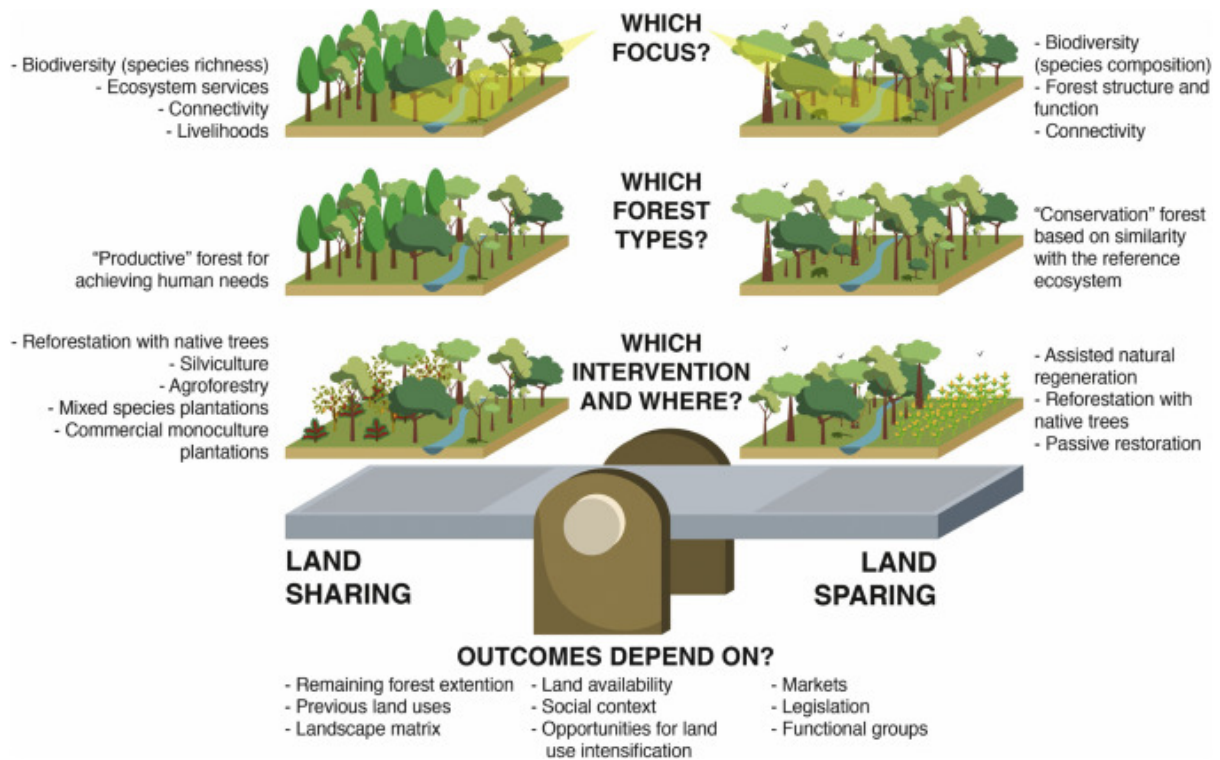 WHICH
FOCUS?
- Biodiversity (species richness)
- Ecosystem services
- Connectivity
- Livelihoods
- Biodiversity
(species composition)
- Forest structure and
function
- Connectivity
WHICH
FOREST
TYPES?
“Productive” forest for
achieving human needs
“Conservation” forest
based on similarity
with the reference
ecosystem
WHICH
INTERVENTION
AND WHERE?
- Reforestation with native trees
- Silviculture
- Agroforestry
- Mixed species plantations
- Commercial monoculture
plantations
- Assisted natural
regeneration
- Reforestation with
native trees
- Passive restoration
LAND
SHARING
LAND
SPARING
OUTCOMES DEPEND ON?
- Remaining forest extention
- Previous land uses
- Landscape matrix
- Land availability
- Social context
- Opportunities for land
use intensification
- Markets
- Legislation
- Functional groups